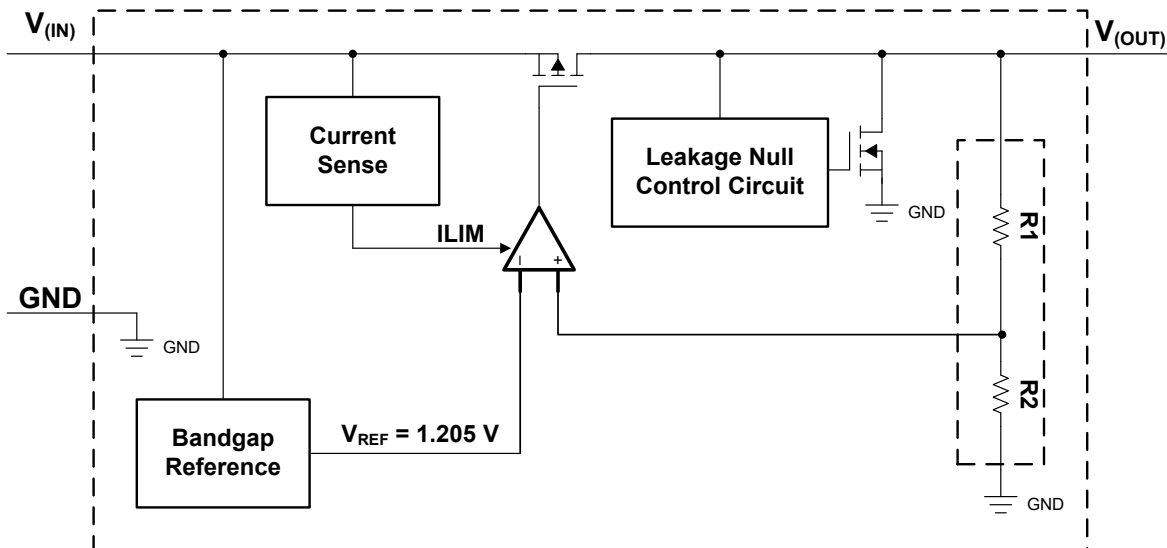 V(IN)
V(OUT)
Current
Sense
Leakage Null
Control Circuit
GND
R1
ILIM
- +
GND
GND
R2
Bandgap
Reference
VREF = 1.205 V
GND